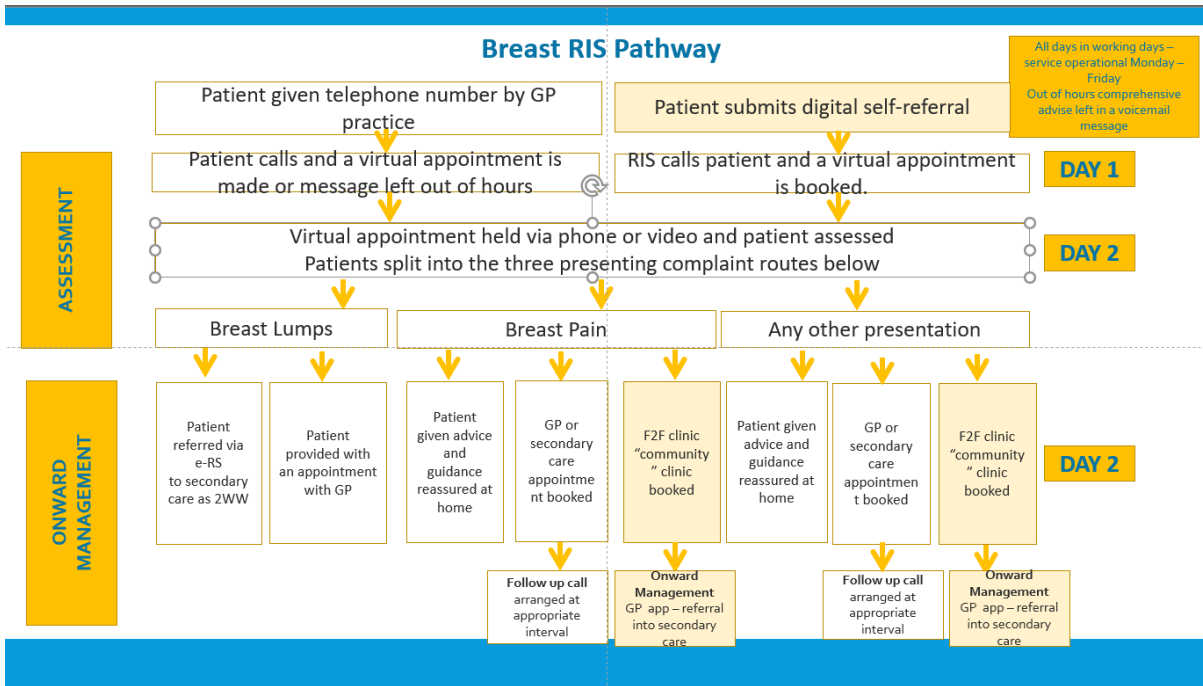 Breast RIS Pathway
All days in working days –
service operational Monday –
Friday
Out of hours comprehensive
advise left in a voicemail
message
Patient given telephone number by GP
practice
Patient submits digital self-referral
ASSESSMENT
Patient calls and a virtual appointment is
made or message left out of hours
RIS calls patient and a virtual appointment
is booked.
DAY 1
Virtual appointment held via phone or video and patient assessed
Patients split into the three presenting complaint routes below
DAY 2
Breast Lumps
Breast Pain
Any other presentation
ONWARD
MANAGEMENT
Patient
referred via
e-RS
to secondary
care as 2WW
Patient
provided with
an appointment
with GP
Patient
given advice
and
guidance
reassured at
home
GP or
secondary
care
appointme
nt booked
F2F clinic
“community
” clinic
booked
Patient given
advice and
guidance
reassured at
home
GP or
secondary
care
appointmen
t booked
F2F clinic
“community
” clinic
booked
DAY 2
Follow up call
arranged at
appropriate
interval
Onward
Management
GP app – referral
into secondary
care
Follow up call
arranged at
appropriate
interval
Onward
Management
GP app – referral
into secondary
care